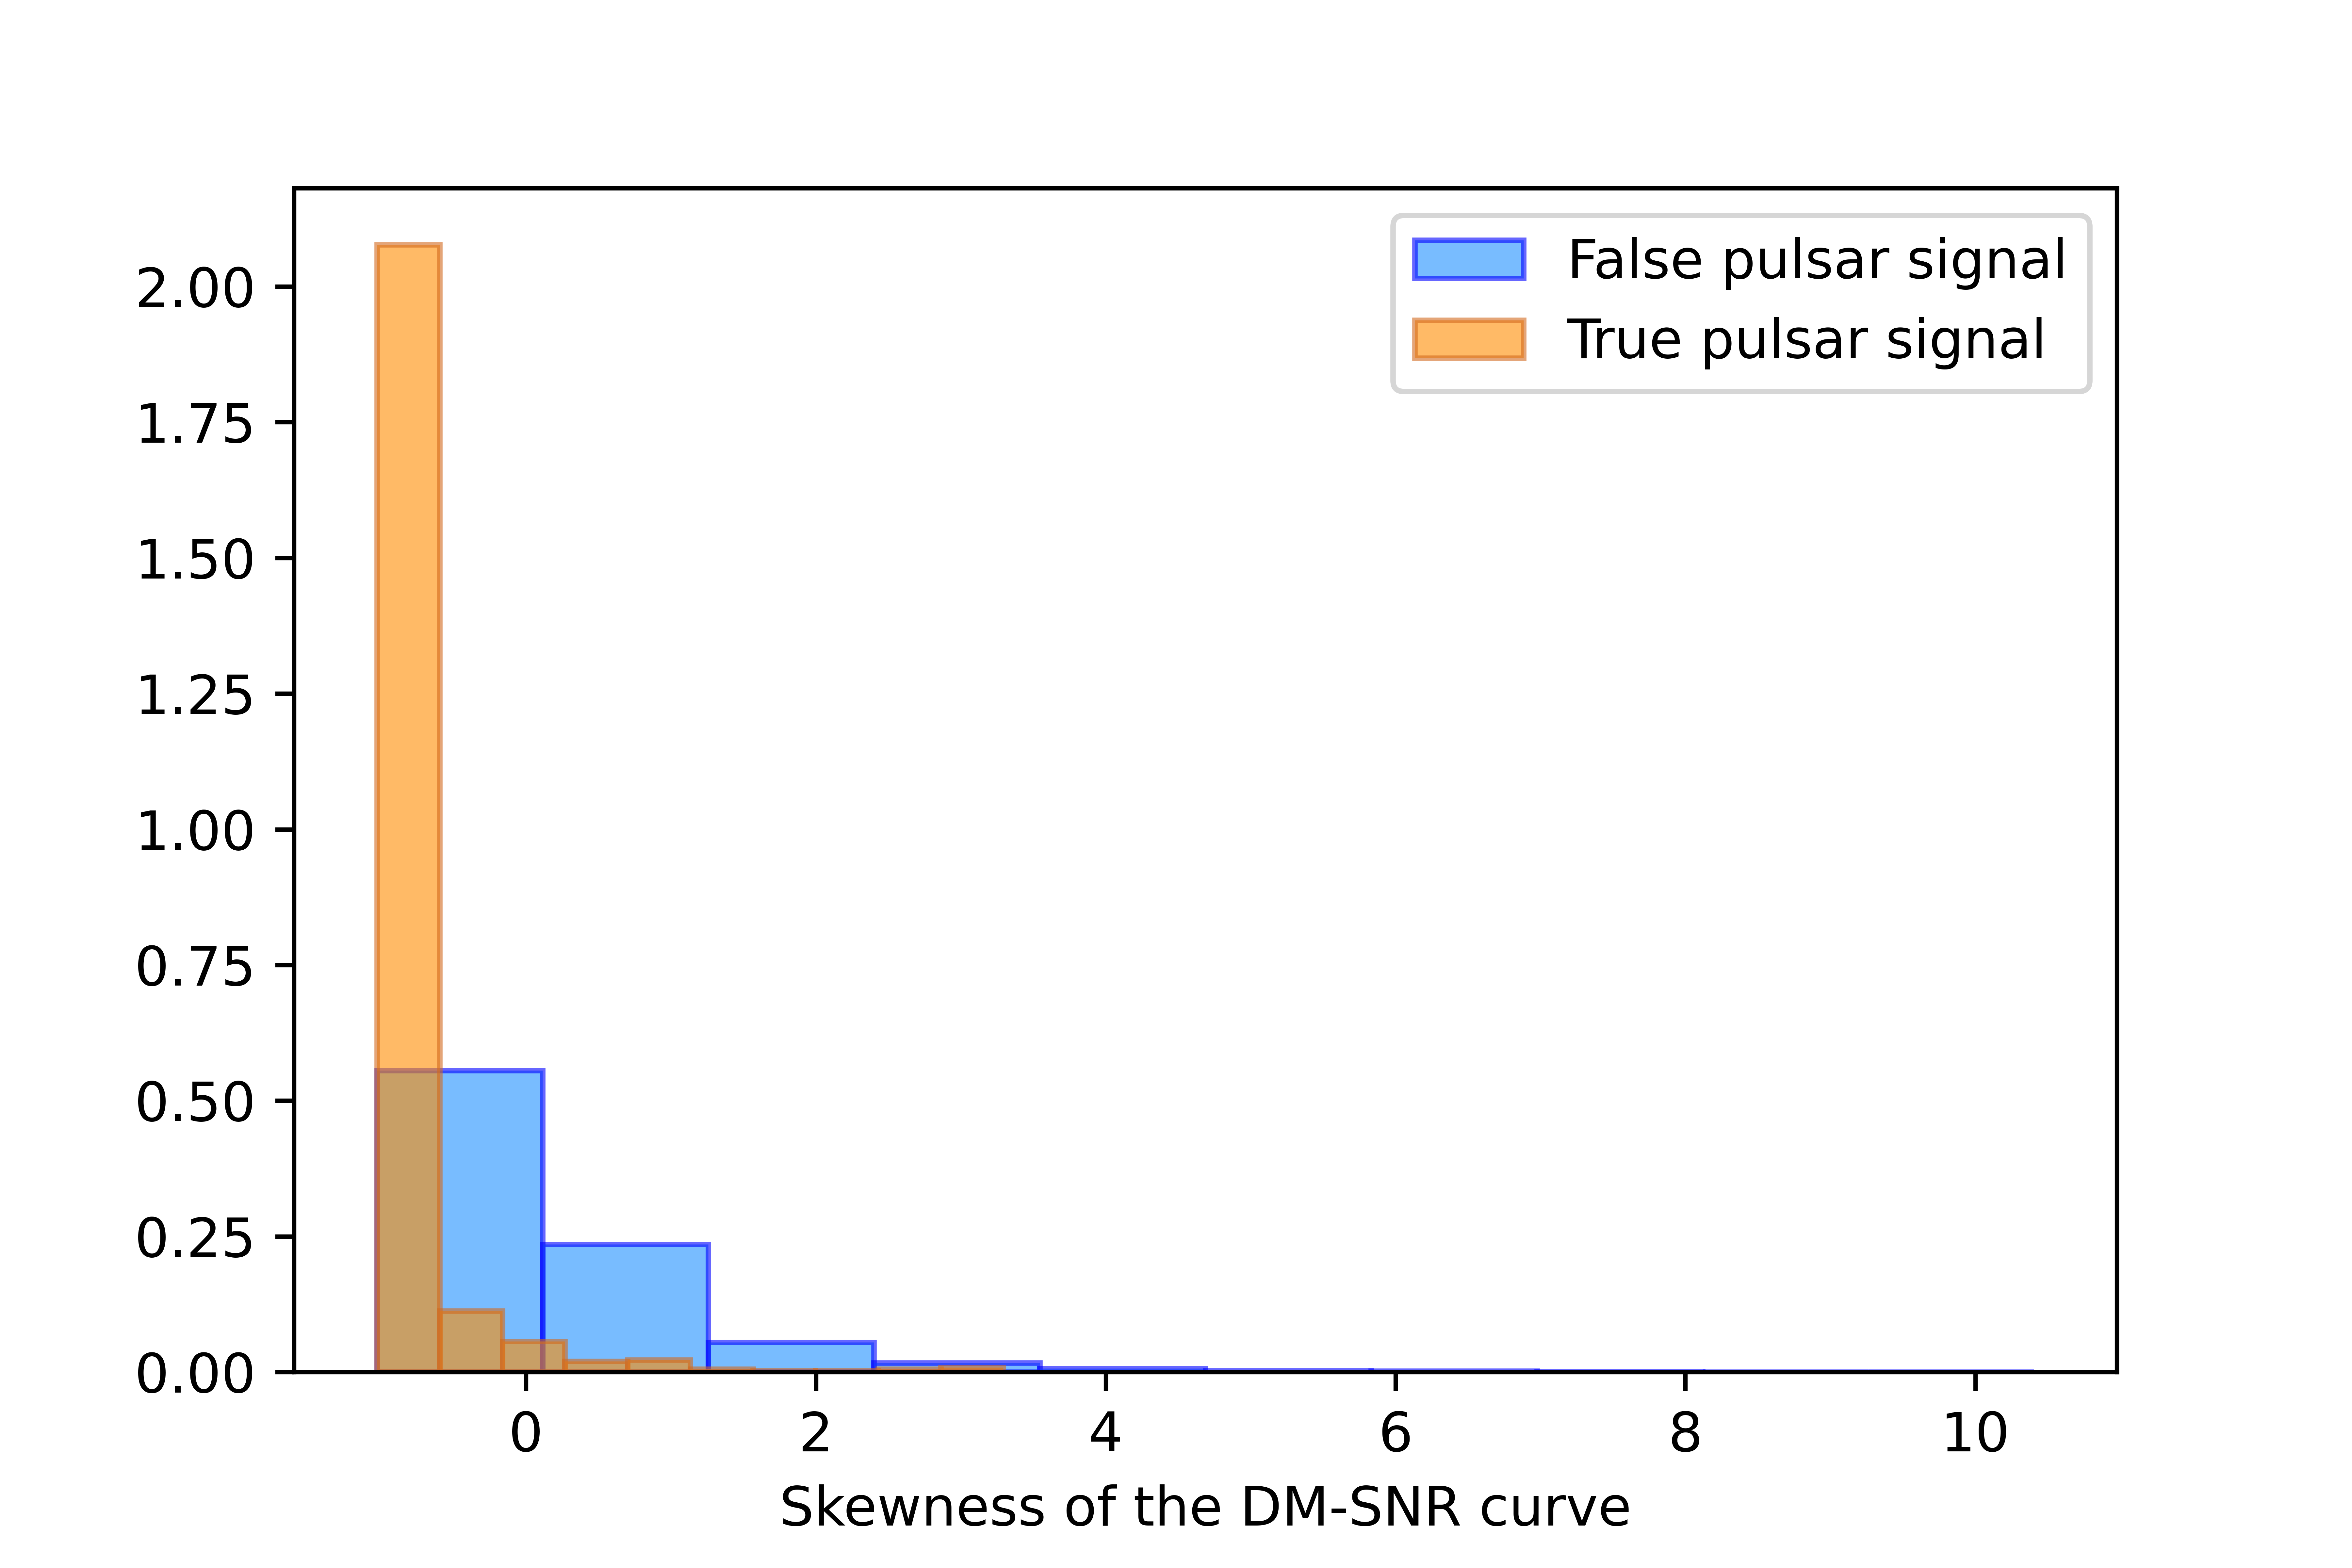 False pulsar signal
True pulsar signal
2.00
1.75
1.50
1.25
1.00
0.75
0.50
0.25
0.00
0 2 4 6 8 10
Skewness of the DM-SNR curve